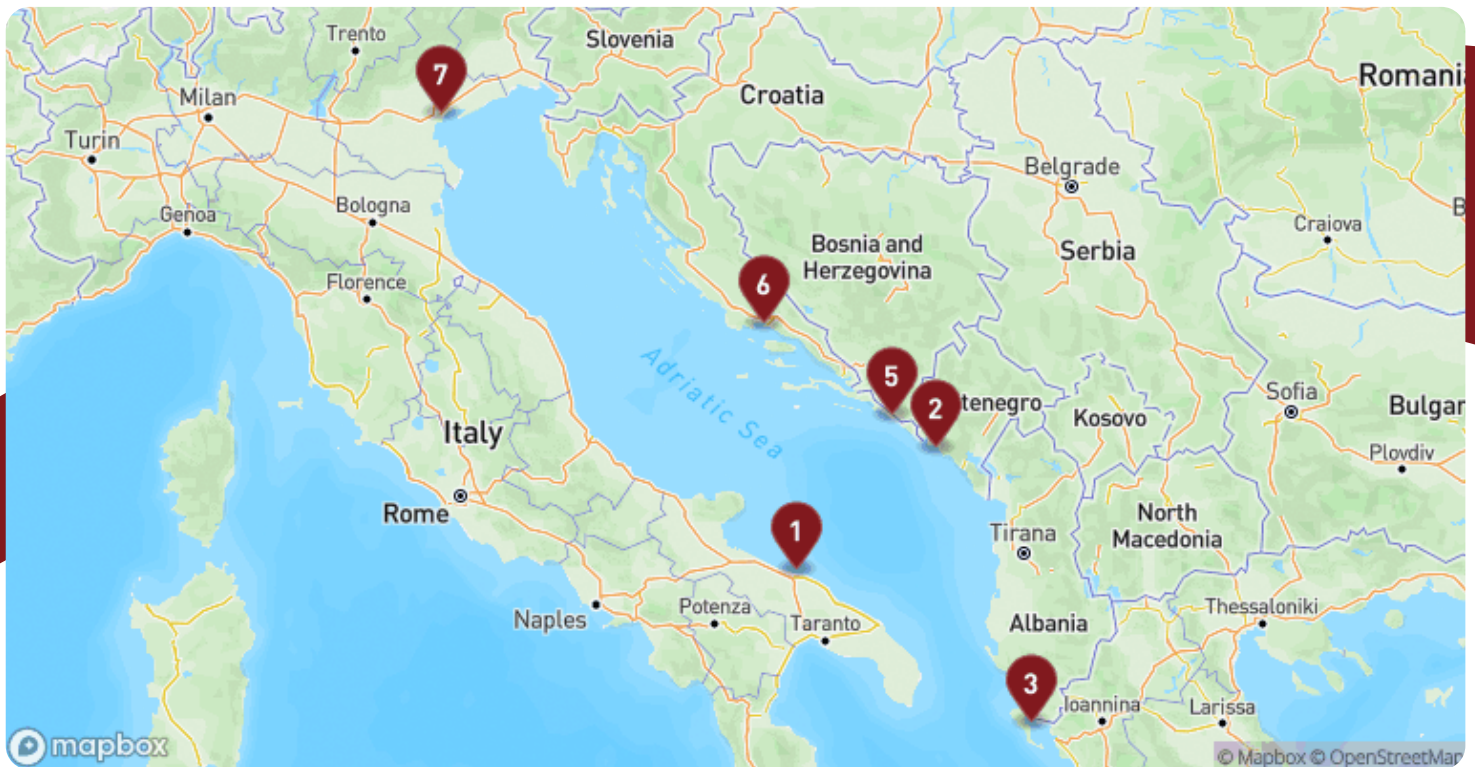 Trento
Slovenia
7
Croatia
Romani
Milan
Turin
Belgrade
Genoa
Bologna
B
Craiova
Bosnia and
Herzegovina
Serbia
Florence
6
Adriatic Sea
5
2
tenegro
Kosovo
Sofia
Bulgar
Italy
Plovdiv
Rome
1
North
Macedonia
Tirana
Naples
Potenza
Taranto
Albania
Thessaloniki
3
Ioannina
Larissa
mapbox
© Mapbox © OpenStreetMap